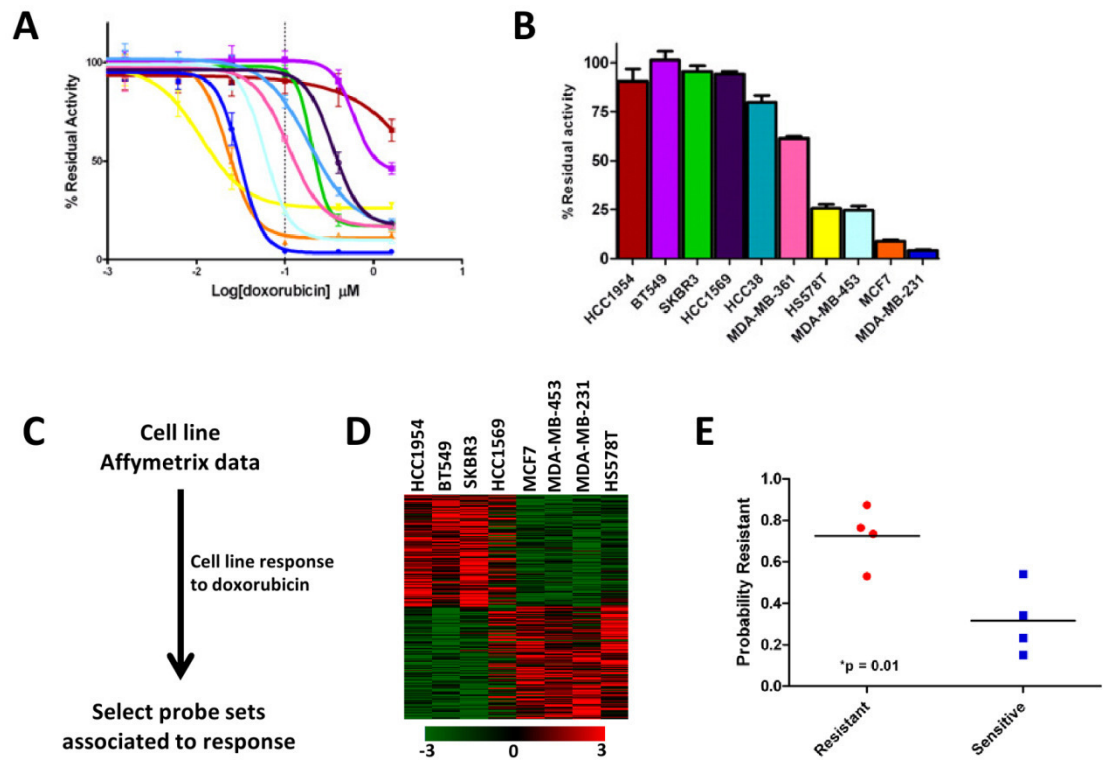 A
100
50
0
% Residual Activity
-3
-2
-1
0
1
Log[doxorubicin] μM
B
100
75
50
25
0
% Residual activity
HCC1954
BT549
SKBR3
HCC1569
HCC38
MDA-MB-361
HS578T
MDA-MB-453
MCF7
MDA-MB-231
C
Cell line
Affymetrix data
Cell line response
to doxorubicin
Select probe sets
associated to response
D
HCC1954
BT549
SKBR3
HCC1569
MCF7
MDA-MB-453
MDA-MB-231
HS578T
-3
0
3
E
1.0
0.8
0.6
0.4
0.2
0.0
Probability Resistant
*p = 0.01
Resistant
Sensitive